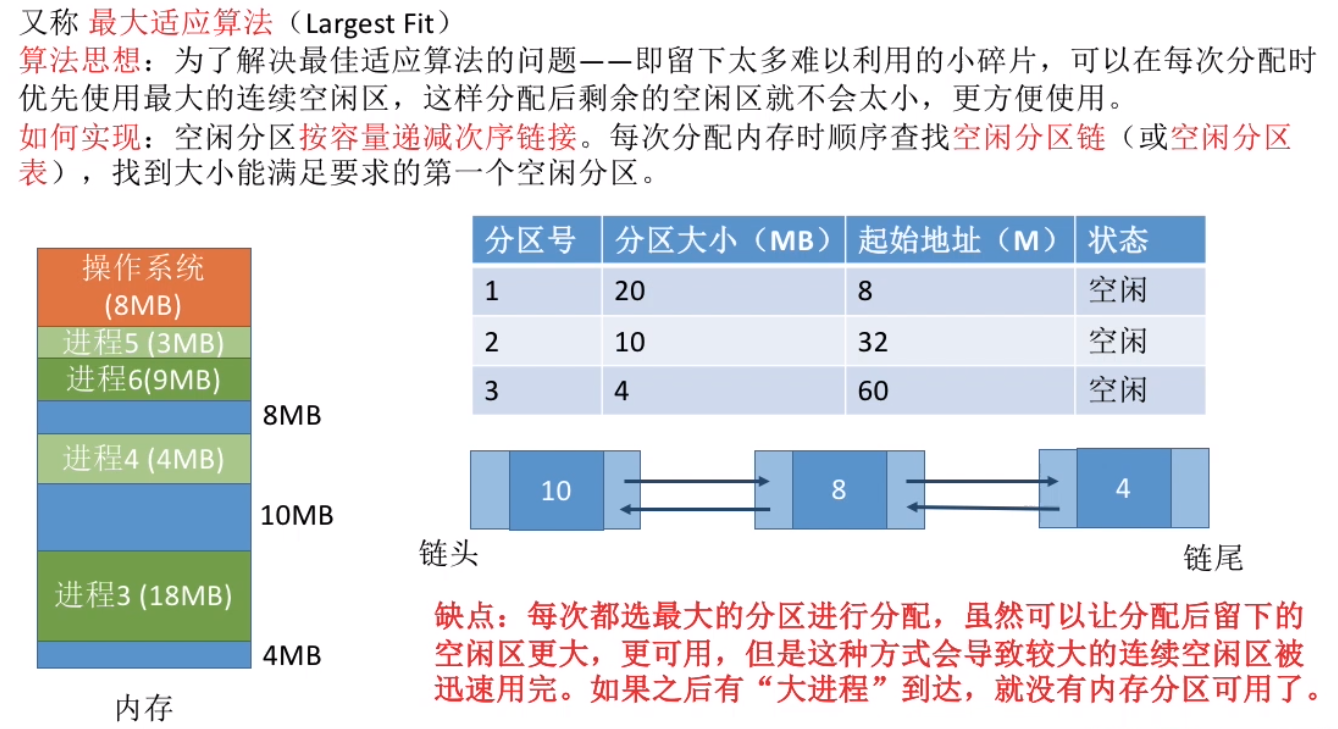 又称 最大适应算法（Largest Fit）
算法思想：为了解决最佳适应算法的问题——即留下太多难以利用的小碎片，可以在每次分配时
优先使用最大的连续空闲区，这样分配后剩余的空闲区就不会太小，更方便使用。
如何实现：空闲分区按容量递减次序链接。每次分配内存时顺序查找空闲分区链（或空闲分区
表），找到大小能满足要求的第一个空闲分区。
操作系统
(8MB)
进程5 (3MB)
进程6(9MB)
8MB
进程4 (4MB)
10MB
进程3 (18MB)
4MB
内存
分区号 分区大小（MB） 起始地址（M） 状态
1 20 8 空闲
2 10 32 空闲
3 4 60 空闲
10 8 4
链头 链尾
缺点：每次都选最大的分区进行分配，虽然可以让分配后留下的
空闲区更大，更可用，但是这种方式会导致较大的连续空闲区被
迅速用完。如果之后有“大进程”到达，就没有内存分区可用了。